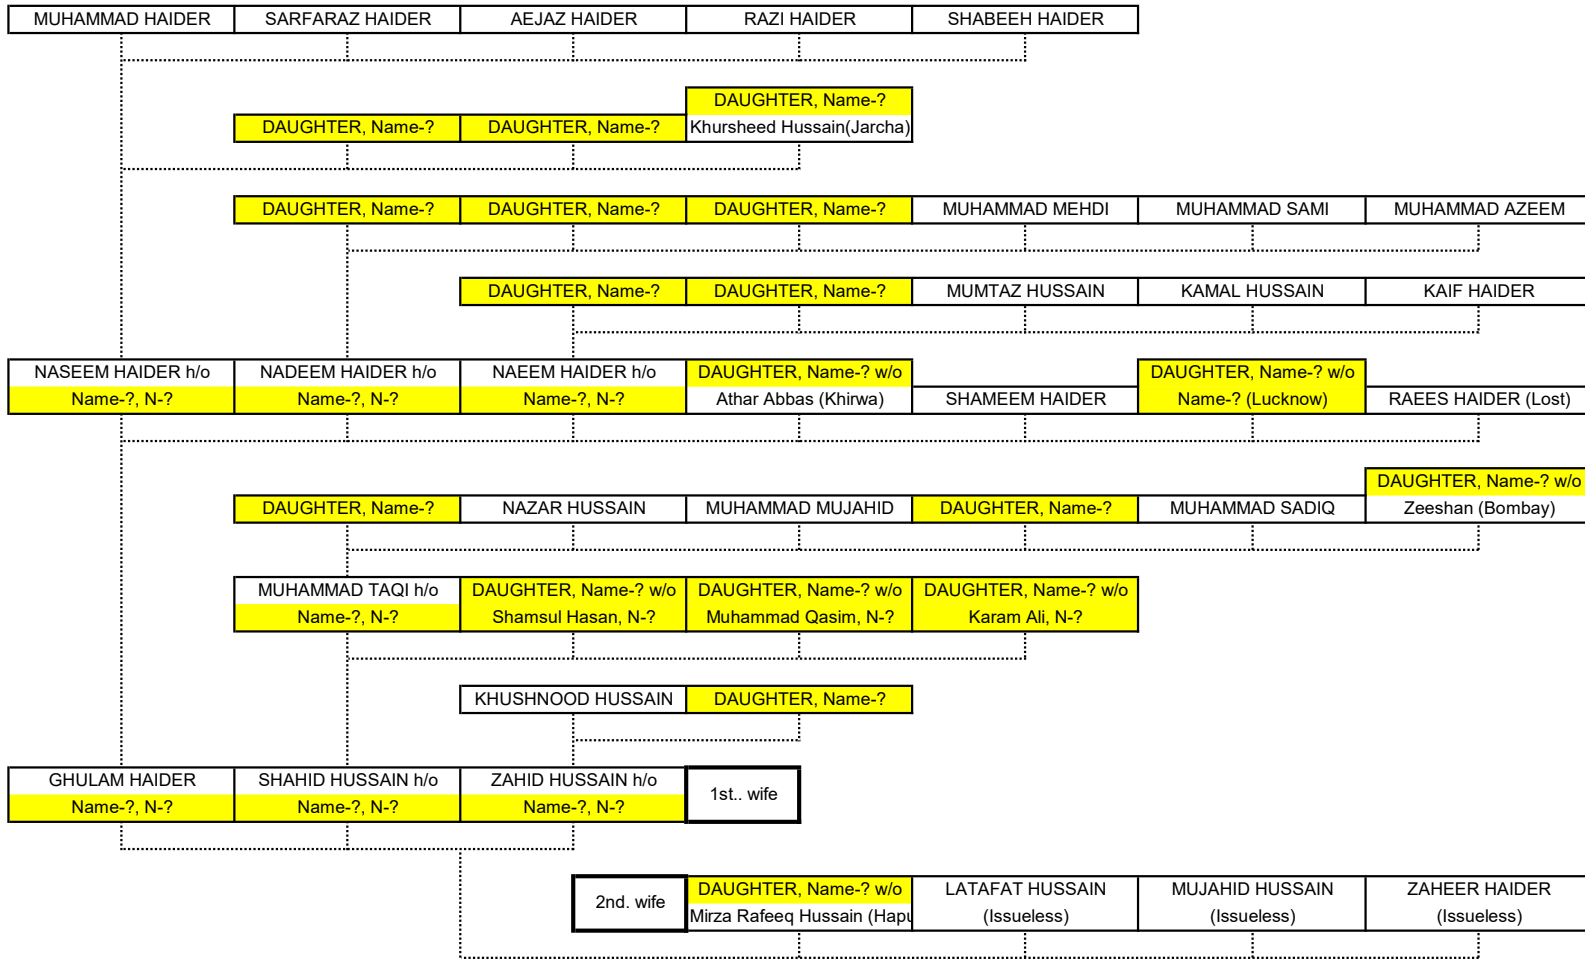 MUHAMMAD HAIDER SARFARAZ HAIDER AEJAZ HAIDER RAZI HAIDER SHABEEH HAIDER
DAUGHTER, Name-?
DAUGHTER, Name-? DAUGHTER, Name-? Khursheed Hussain(Jarcha)
DAUGHTER, Name-? DAUGHTER, Name-? DAUGHTER, Name-? MUHAMMAD MEHDI MUHAMMAD SAMI MUHAMMAD AZEEM
DAUGHTER, Name-? DAUGHTER, Name-? MUMTAZ HUSSAIN KAMAL HUSSAIN KAIF HAIDER
NASEEM HAIDER h/o NADEEM HAIDER h/o NAEEM HAIDER h/o DAUGHTER, Name-? w/o DAUGHTER, Name-? w/o
Name-?, N-? Name-?, N-? Name-?, N-? Athar Abbas (Khirwa) SHAMEEM HAIDER Name-? (Lucknow) RAEES HAIDER (Lost)
DAUGHTER, Name-? w/o
DAUGHTER, Name-? NAZAR HUSSAIN MUHAMMAD MUJAHID DAUGHTER, Name-? MUHAMMAD SADIQ Zeeshan (Bombay)
MUHAMMAD TAQI h/o DAUGHTER, Name-? w/o DAUGHTER, Name-? w/o DAUGHTER, Name-? w/o
Name-?, N-? Shamsul Hasan, N-? Muhammad Qasim, N-? Karam Ali, N-?
KHUSHNOOD HUSSAIN DAUGHTER, Name-?
GHULAM HAIDER SHAHID HUSSAIN h/o ZAHID HUSSAIN h/o
1st.. wife
Name-?, N-? Name-?, N-? Name-?, N-?
DAUGHTER, Name-? w/o LATAFAT HUSSAIN MUJAHID HUSSAIN ZAHEER HAIDER
2nd. wife
Mirza Rafeeq Hussain (Hapu (Issueless) (Issueless) (Issueless)